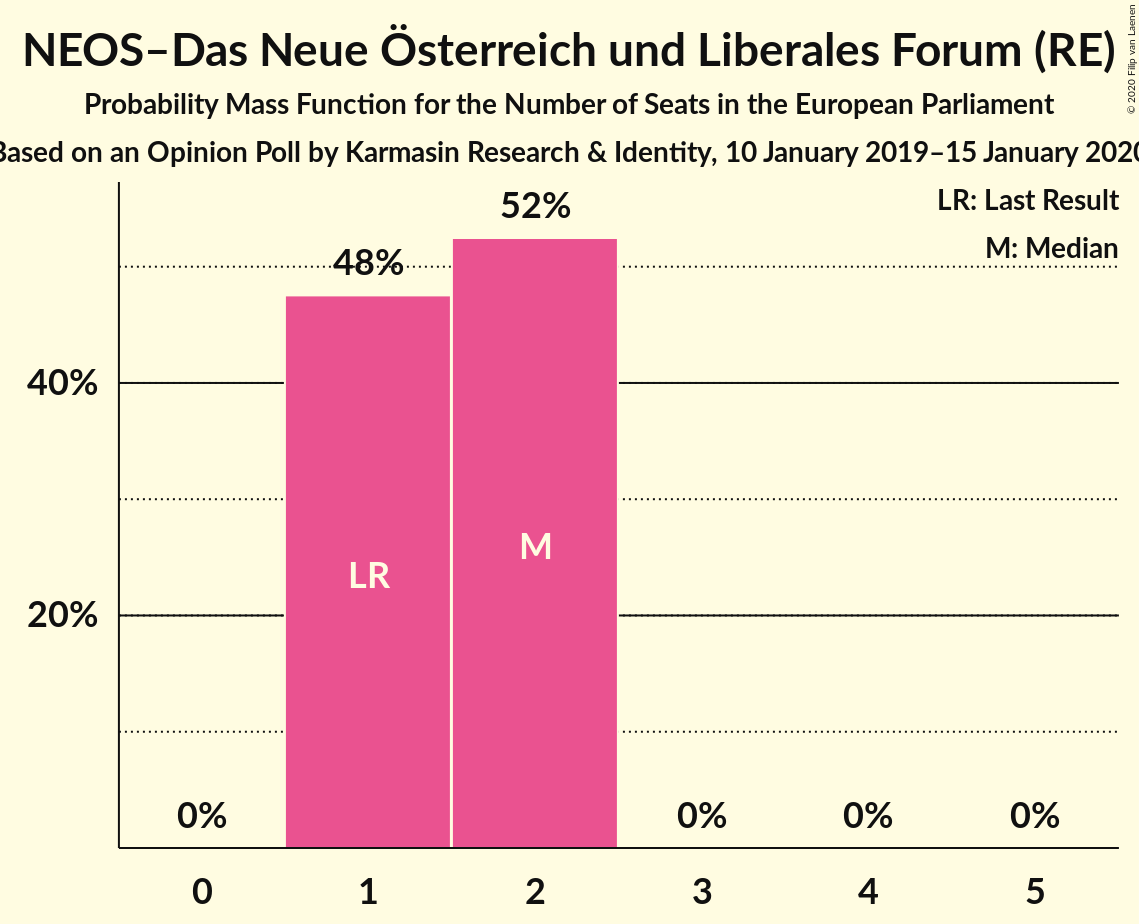 NEOS–Das Neue Österreich und Liberales Forum (RE)
Probability Mass Function for the Number of Seats in the European Parliament
Based on an Opinion Poll by Karmasin Research & Identity, 10 January 2019–15 January 2020
© 2020 Filip van Laenen
LR: Last Result
M: Median
52%
48%
40%
20%
M
LR
0%
0%
0%
0%
0
1
2
3
4
5